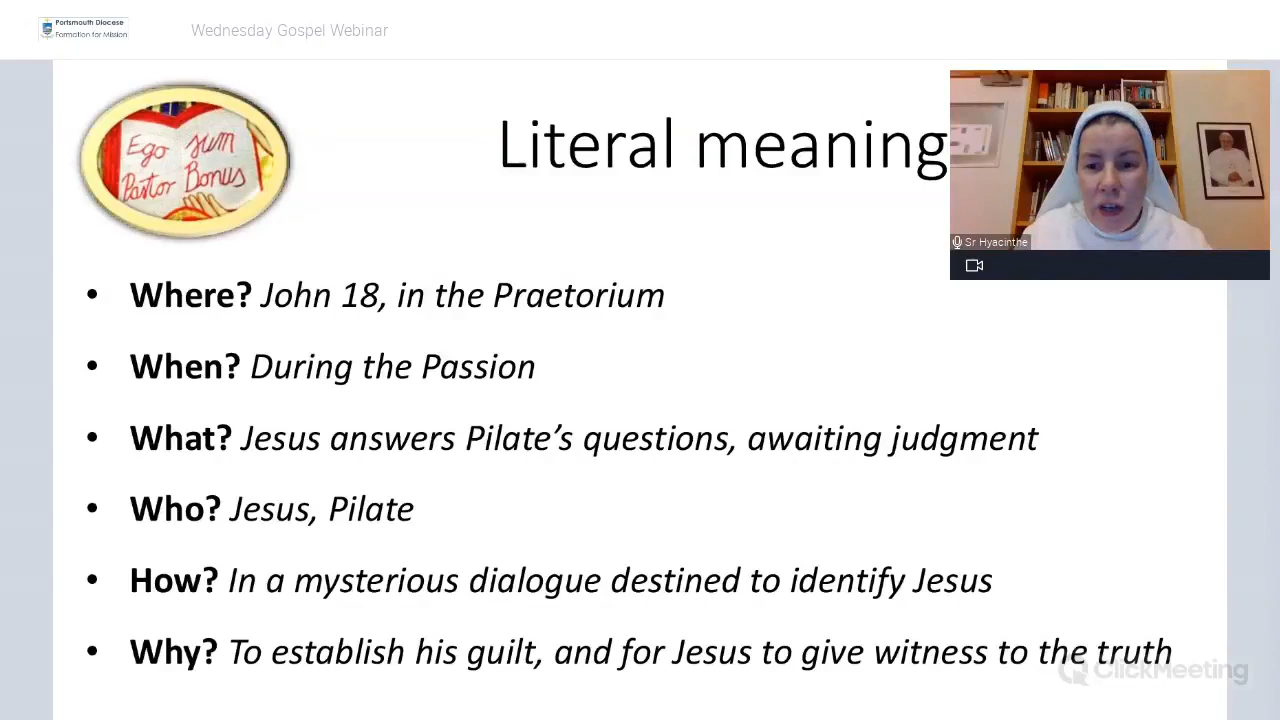 Portsmouth Diocese
Formation for Mission
Wednesday Gospel Webinar
Ego sum
Pastor Bonus
Literal meaning
Sr Hyacinthe
• Where? John 18, in the Praetorium
• When? During the Passion
• What? Jesus answers Pilate’s questions, awaiting judgment
• Who? Jesus, Pilate
• How? In a mysterious dialogue destined to identify Jesus
• Why? To establish his guilt, and for Jesus to give witness to the truth
ClickMeeting